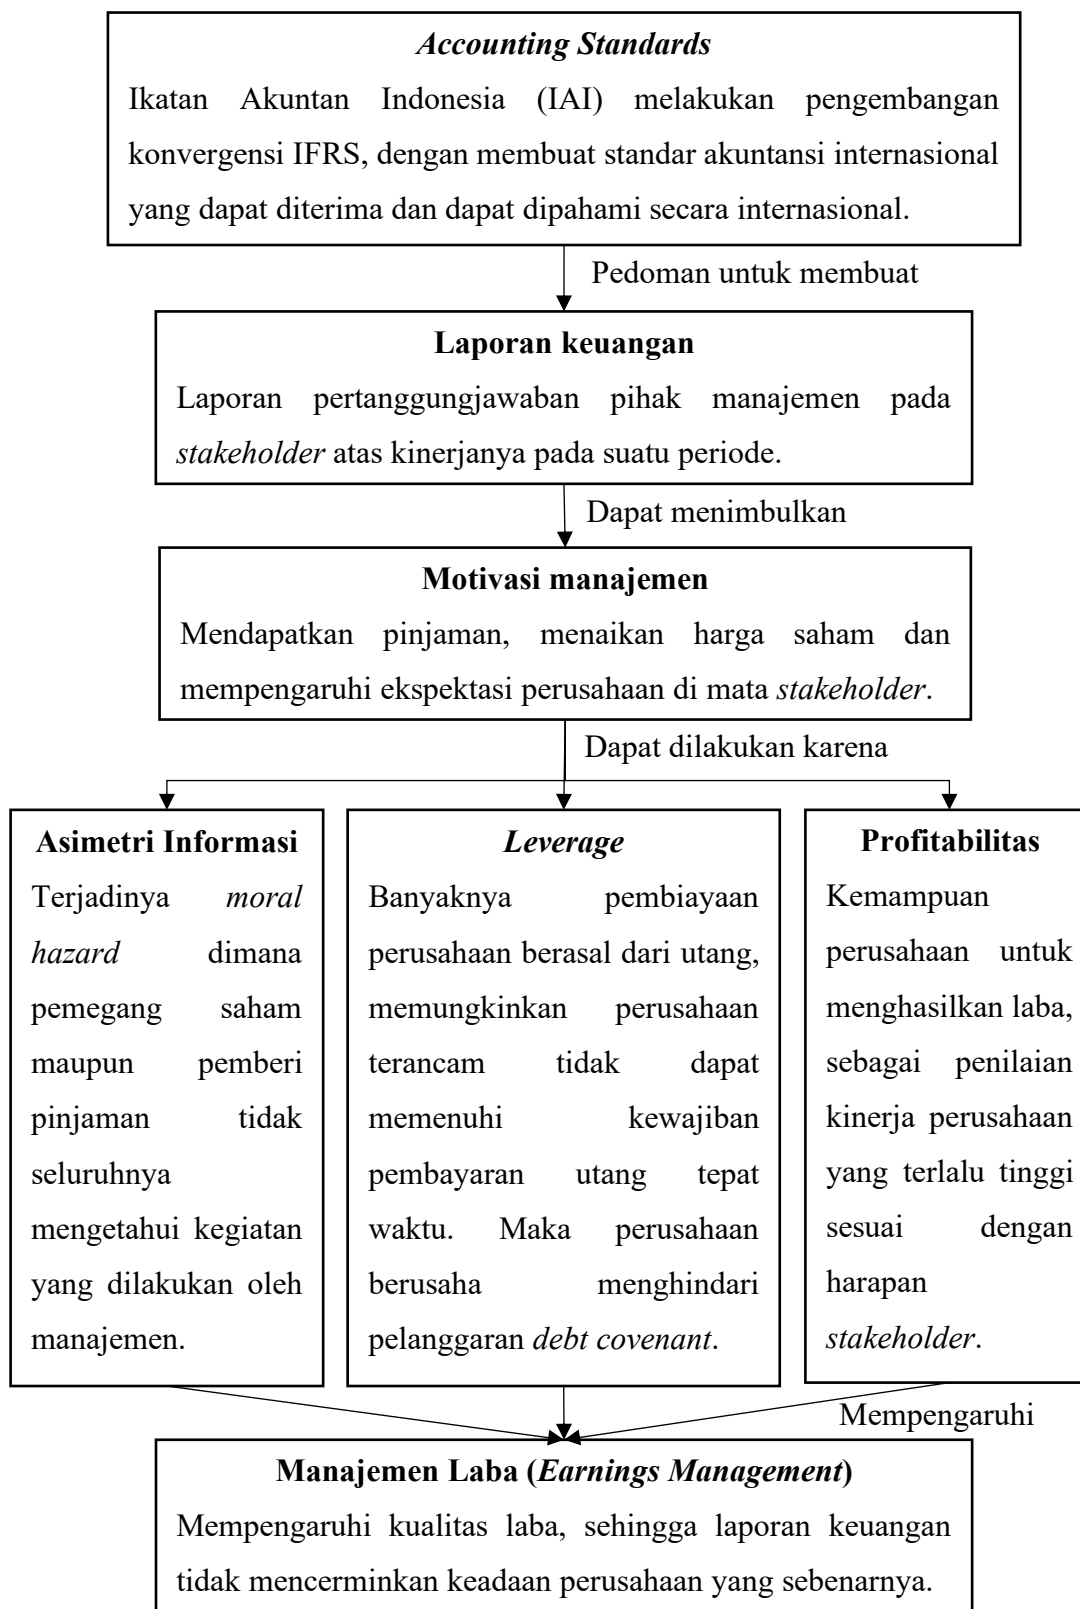 Accounting Standards
Ikatan Akuntan Indonesia (IAI) melakukan pengembangan
konvergensi IFRS, dengan membuat standar akuntansi internasional
yang dapat diterima dan dapat dipahami secara internasional.
Pedoman untuk membuat
Laporan keuangan
Laporan pertanggungjawaban pihak manajemen pada
stakeholder atas kinerjanya pada suatu periode.
Dapat menimbulkan
Motivasi manajemen
Mendapatkan pinjaman, menaikan harga saham dan
mempengaruhi ekspektasi perusahaan di mata stakeholder.
Dapat dilakukan karena
Asimetri Informasi
Terjadinya moral
hazard dimana
pemegang saham
maupun pemberi
pinjaman tidak
seluruhnya
mengetahui kegiatan
yang dilakukan oleh
manajemen.
Leverage
Banyaknya pembiayaan
perusahaan berasal dari utang,
memungkinkan perusahaan
terancam tidak dapat
memenuhi kewajiban
pembayaran utang tepat
waktu. Maka perusahaan
berusaha menghindari
pelanggaran debt covenant.
Profitabilitas
Kemampuan
perusahaan untuk
menghasilkan laba,
sebagai penilaian
kinerja perusahaan
yang terlalu tinggi
sesuai dengan
harapan
stakeholder.
Mempengaruhi
Manajemen Laba (Earnings Management)
Mempengaruhi kualitas laba, sehingga laporan keuangan
tidak mencerminkan keadaan perusahaan yang sebenarnya.